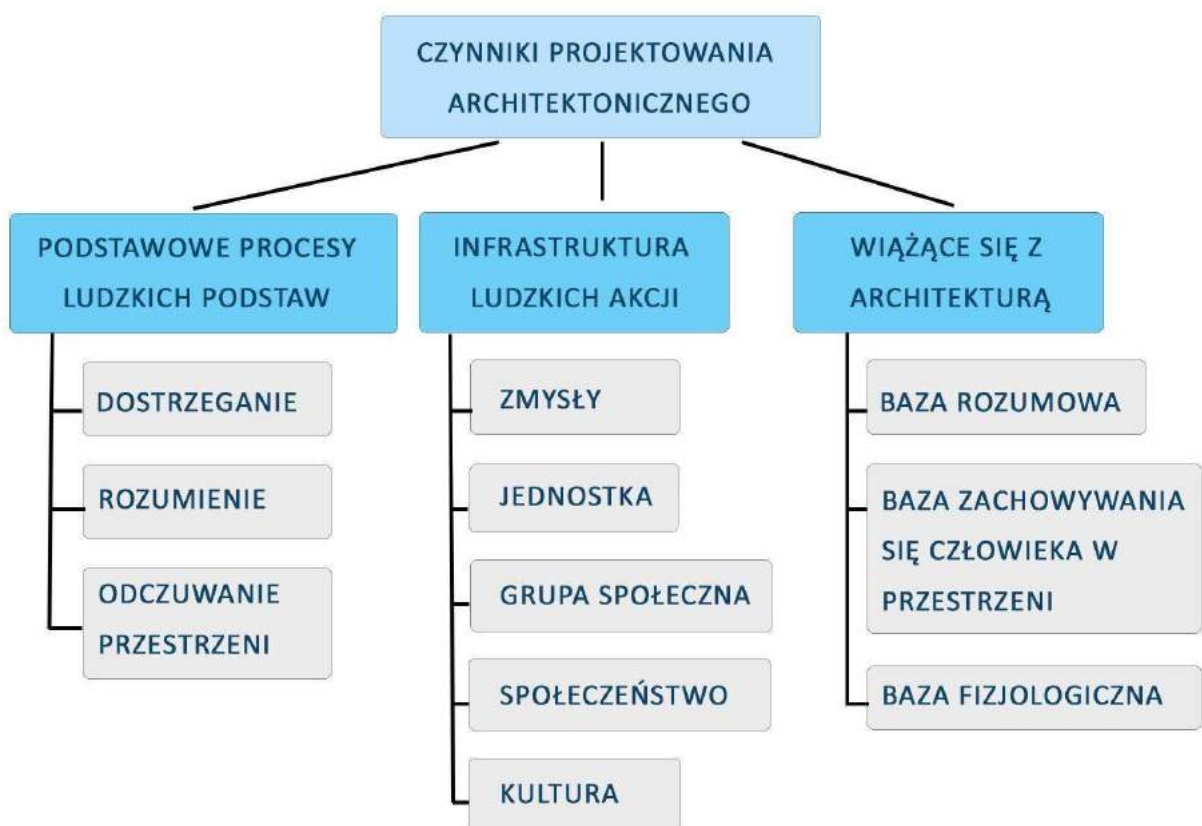 CZYNNIKI PROJEKTOWANIA
ARCHITEKTONICZNEGO
PODSTAWOWE PROCESY
LUDZKICH PODSTAW
DOSTRZEGANIE
ROZUMIENIE
ODCZUWANIE
PRZESTRZENI
INFRASTRUKTURA
LUDZKICH AKCJI
ZMYSŁY
JEDNOSTKA
GRUPA SPOŁECZNA
SPOŁECZEŃSTWO
KULTURA
WIĄŻĄCE SIĘ Z
ARCHITEKTURĄ
BAZA ROZUMOWA
BAZA ZACHOWYWANIA
SIĘ CZŁOWIEKA W
PRZESTRZENI
BAZA FIZJOLOGICZNA